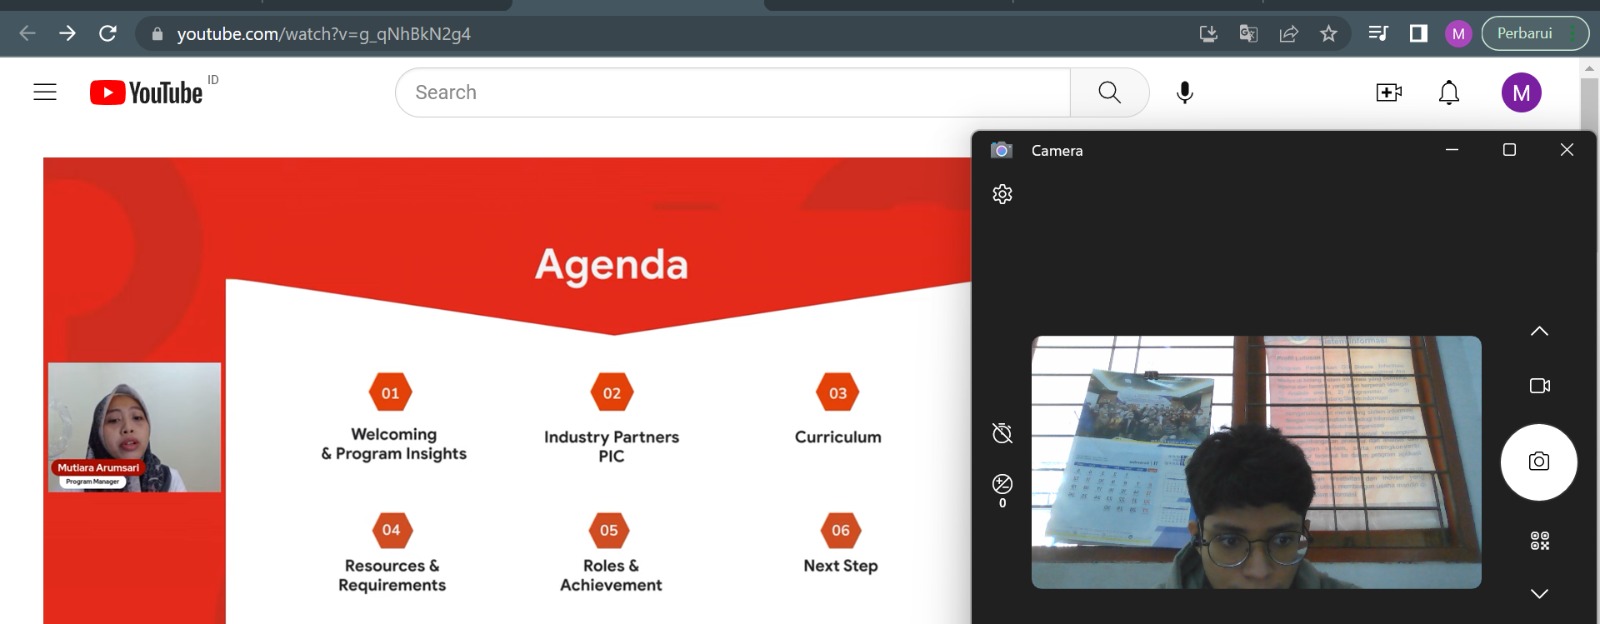 youtube.com/watch?v=g_qNhBkN2g4
M
Perbarui
YouTube
ID
Search
M
Camera
Agenda
01
Welcoming
& Program Insights
02
Industry Partners
PIC
03
Curriculum
Mutiara Arumsari
Program Manager
04
Resources &
Requirements
05
Roles &
Achievement
06
Next Step
0